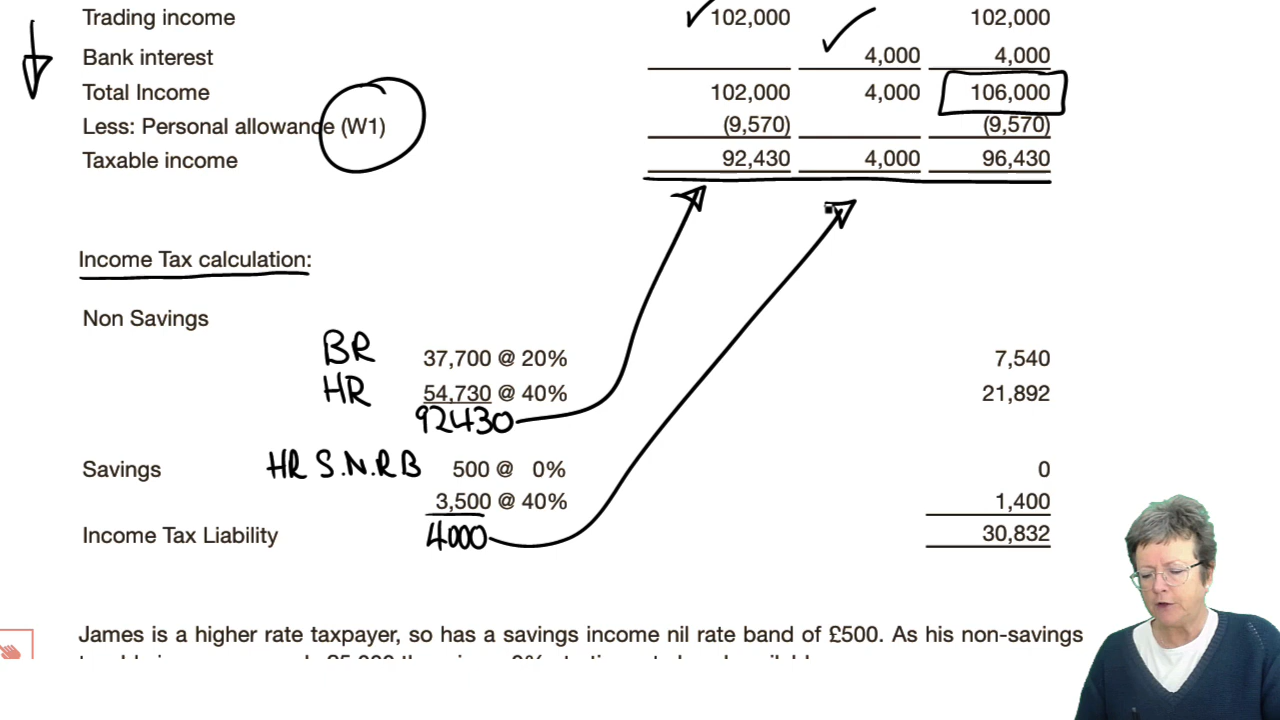 Trading income 102,000 102,000
Bank interest 4,000 4,000
Total Income 102,000 4,000 106,000
Less: Personal allowance (W1) (9,570) (9,570)
Taxable income 92,430 4,000 96,430
Income Tax calculation:
Non Savings
BR 37,700 @ 20% 7,540
HR 54,730 @ 40% 21,892
92430
Savings HR S.N.R B 500 @ 0% 0
3,500 @ 40% 1,400
4000
Income Tax Liability 30,832
James is a higher rate taxpayer, so has a savings income nil rate band of £500. As his non-savings